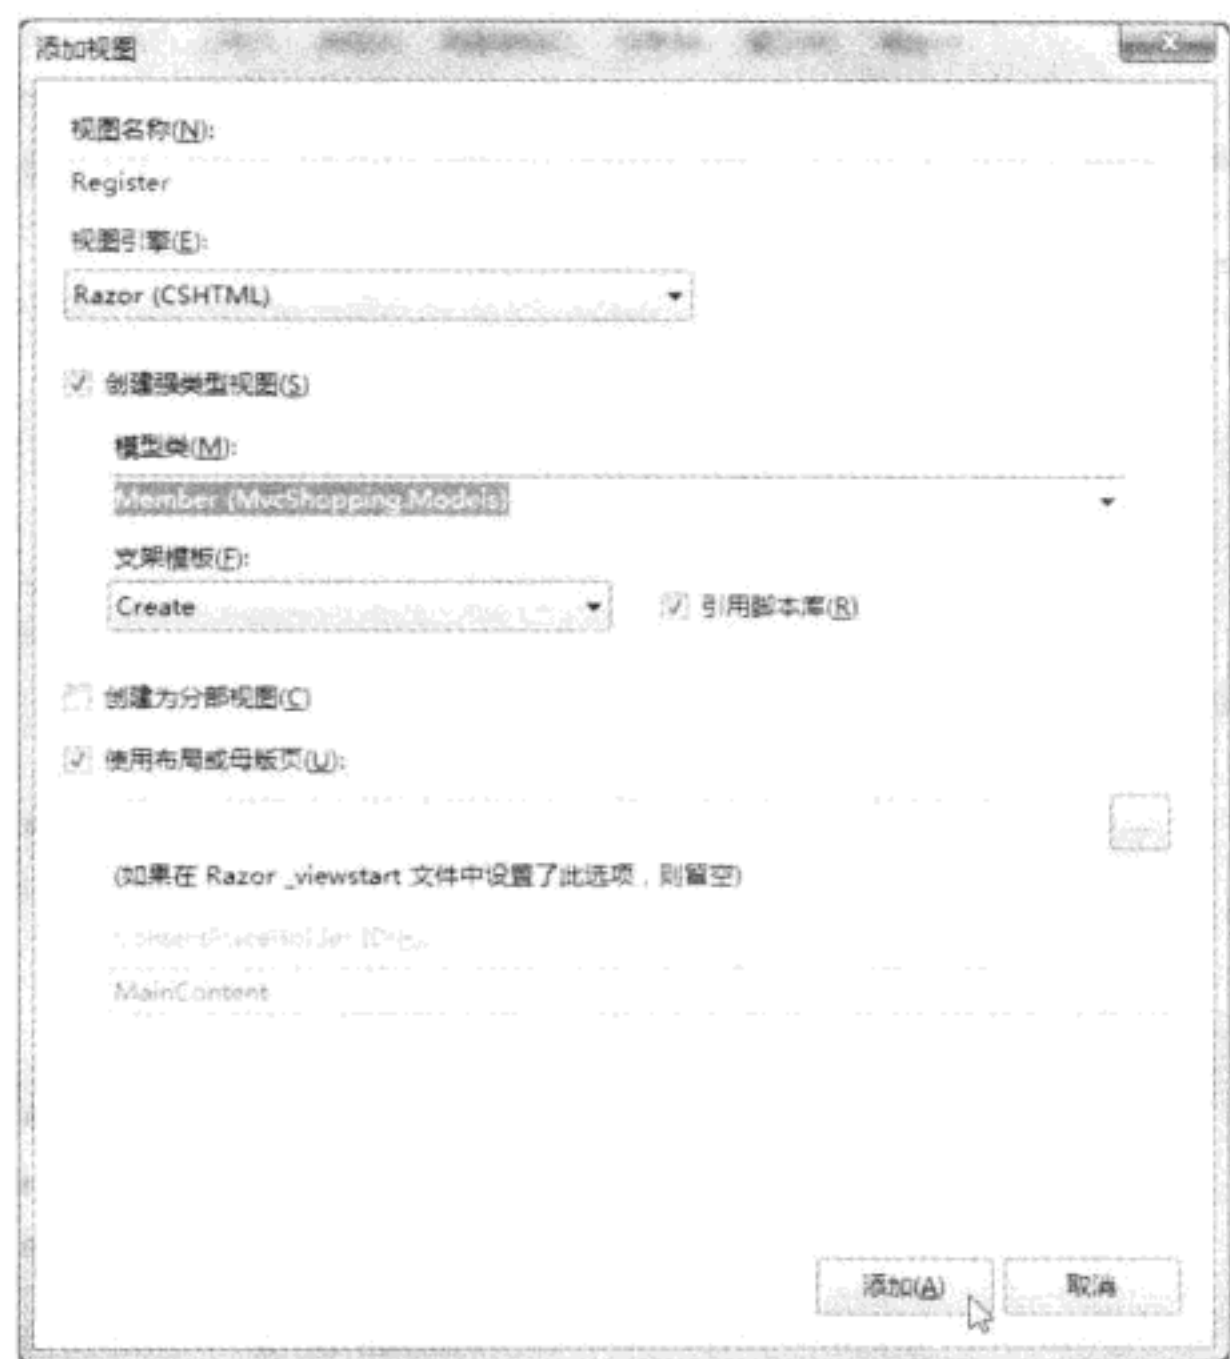 添加视图
视图名称(N):
Register
视图引擎(E):
Razor (CSHTML)
创建强类型视图(S)
模型类(M):
Member (MvcShopping.Models)
支架模板(F):
Create
引用脚本库(R)
创建为分部视图(C)
使用布局或母版页(U):
(如果在 Razor _viewstart 文件中设置了此选项，则留空)
MainContent
添加(A)
取消